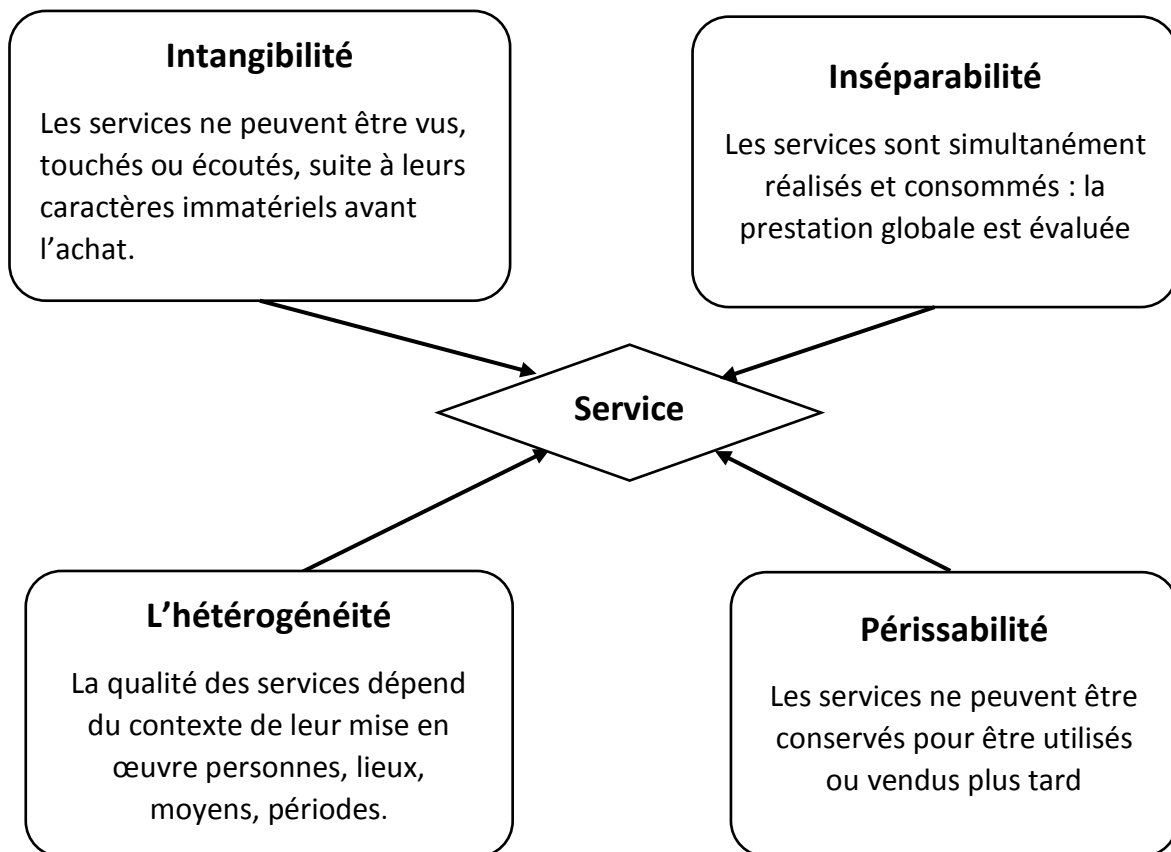 Intangibilité
Les services ne peuvent être vus,
touchés ou écoutés, suite à leurs
caractères immatériels avant
l’achat.
Inséparabilité
Les services sont simultanément
réalisés et consommés : la
prestation globale est évaluée
Service
L’hétérogénéité
La qualité des services dépend
du contexte de leur mise en
œuvre personnes, lieux,
moyens, périodes.
Périssabilité
Les services ne peuvent être
conservés pour être utilisés
ou vendus plus tard